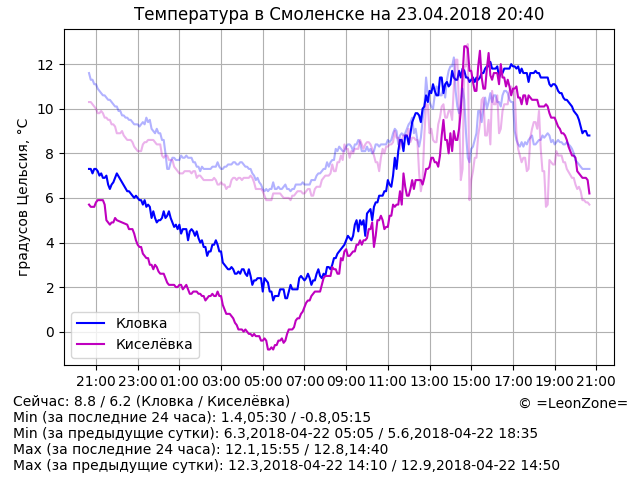 Температура в Смоленске на 23.04.2018 20:40
градусов Цельсия, °C
12
10
8
6
4
2
0
Кловка
Киселёвка
21:00 23:00 01:00 03:00 05:00 07:00 09:00 11:00 13:00 15:00 17:00 19:00 21:00
Сейчас: 8.8 / 6.2 (Кловка / Киселёвка)
© =LeonZone=
Min (за последние 24 часа): 1.4,05:30 / -0.8,05:15
Min (за предыдущие сутки): 6.3,2018-04-22 05:05 / 5.6,2018-04-22 18:35
Max (за последние 24 часа): 12.1,15:55 / 12.8,14:40
Max (за предыдущие сутки): 12.3,2018-04-22 14:10 / 12.9,2018-04-22 14:50